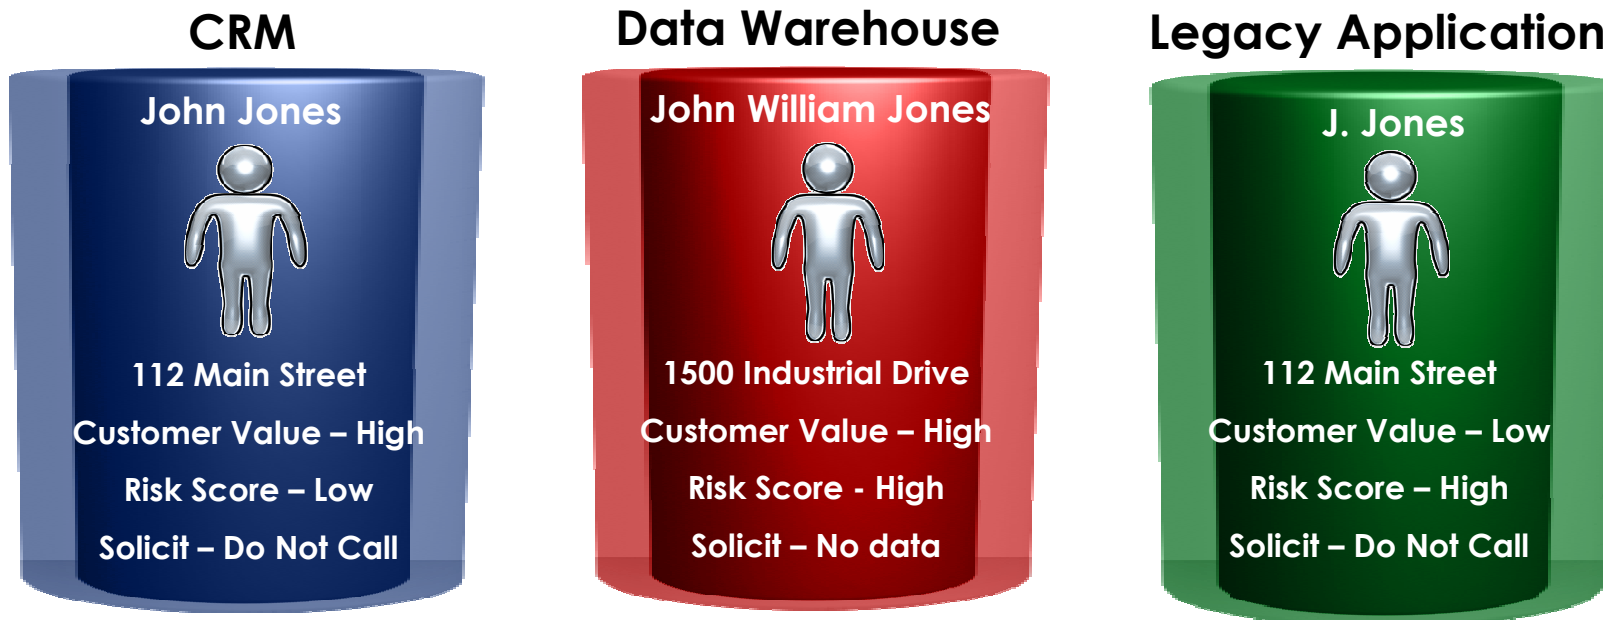 CRM
John Jones
112 Main Street
Customer Value – High
Risk Score – Low
Solicit – Do Not Call
Data Warehouse
John William Jones
1500 Industrial Drive
Customer Value – High
Risk Score - High
Solicit – No data
Legacy Application
J. Jones
112 Main Street
Customer Value – Low
Risk Score – High
Solicit – Do Not Call